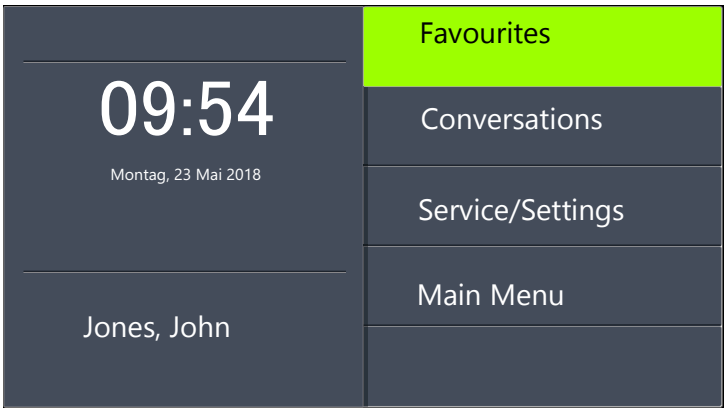 09:54
Montag, 23 Mai 2018
Jones, John
Favourites
Conversations
Service/Settings
Main Menu